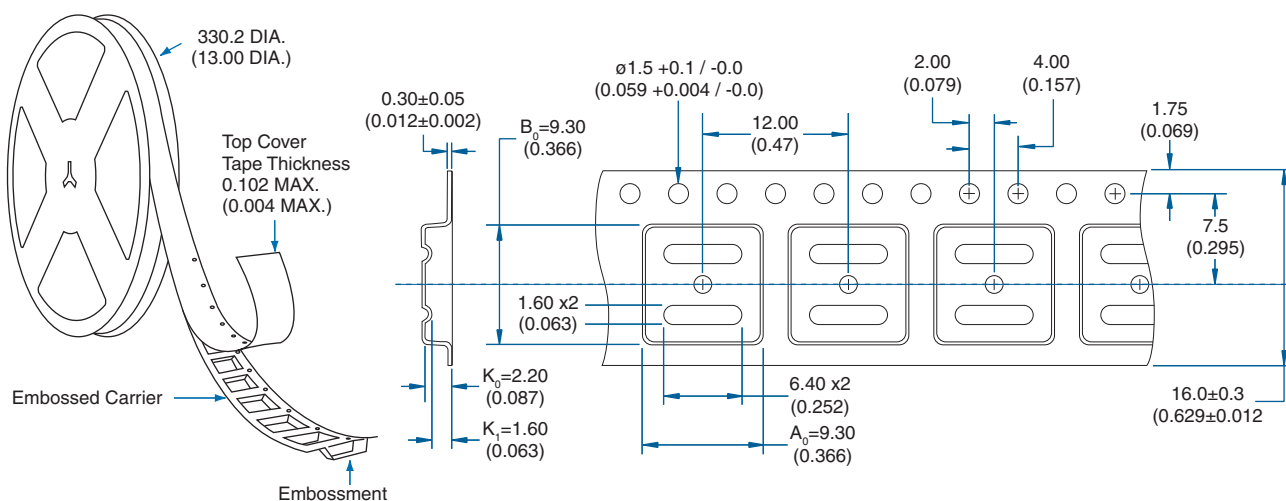 330.2 DIA.
(13.00 DIA.)
Top Cover
Tape Thickness
0.102 MAX.
(0.004 MAX.)
Embossed Carrier
Embossment
0.30±0.05
(0.012±0.002)
B₀=9.30
(0.366)
ø1.5 +0.1 / -0.0
(0.059 +0.004 / -0.0)
12.00
(0.47)
2.00
(0.079)
4.00
(0.157)
1.75
(0.069)
7.5
(0.295)
1.60 x2
(0.063)
K₀=2.20
(0.087)
K₁=1.60
(0.063)
6.40 x2
(0.252)
A₀=9.30
(0.366)
16.0±0.3
(0.629±0.012